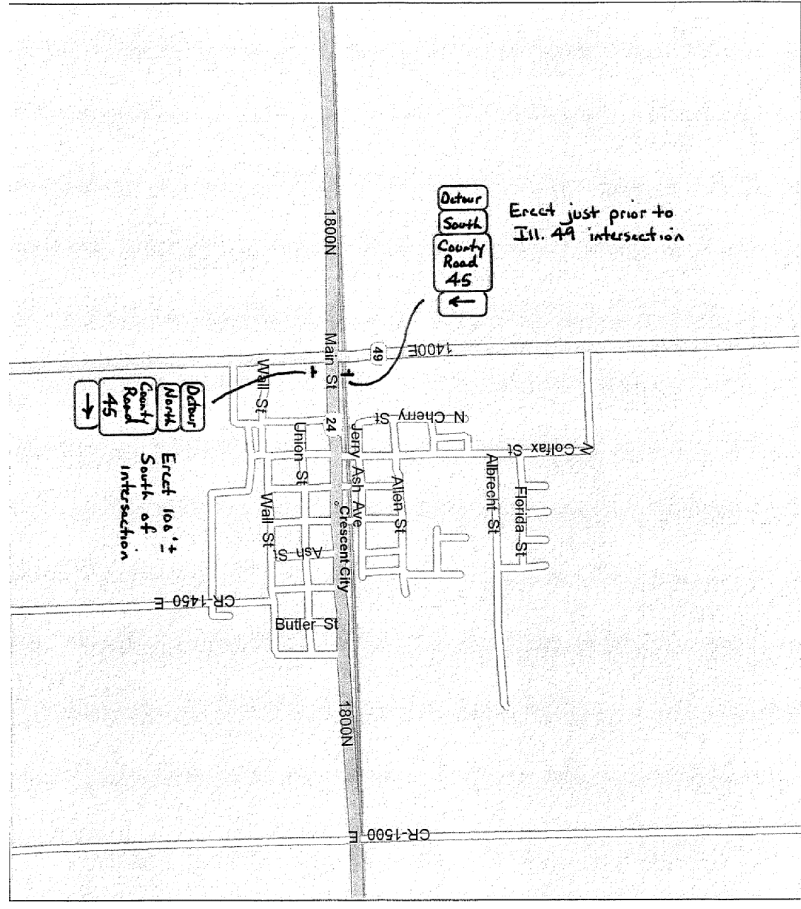 1800N
Detour
South
County
Road
45
←
Erect just prior to
Ill. 49 intersection
Main St
49
1400E
Wall St
Detour
North
County
Road
45
→
Erect 100'±
South of
intersection
24
N Cherry St
N Colfax St
Union St
Jerry Ash Ave
Allen St
Albrecht St
Florida St
Wall St
Crescent City
Ash St
CR-1450 E
Butler St
1800N
CR-1500 E